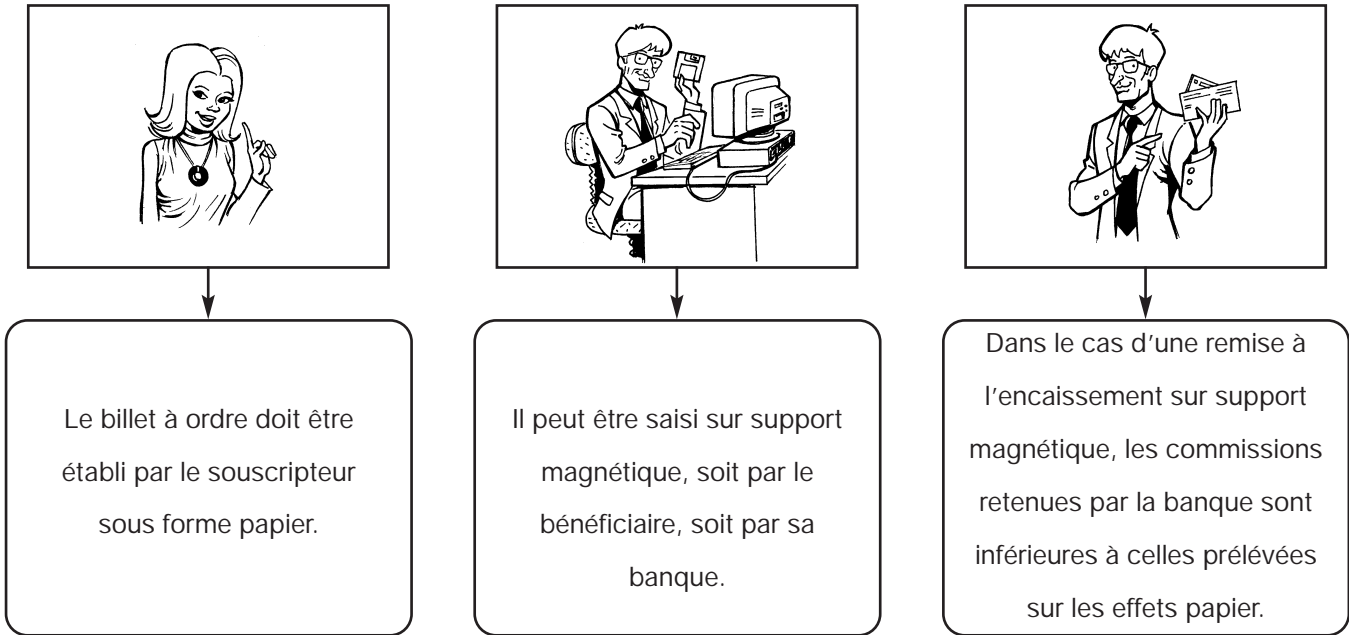 Le billet à ordre doit être
établi par le souscripteur
sous forme papier.
Il peut être saisi sur support
magnétique, soit par le
bénéficiaire, soit par sa
banque.
Dans le cas d'une remise à
l'encaissement sur support
magnétique, les commissions
retenues par la banque sont
inférieures à celles prélévées
sur les effets papier.